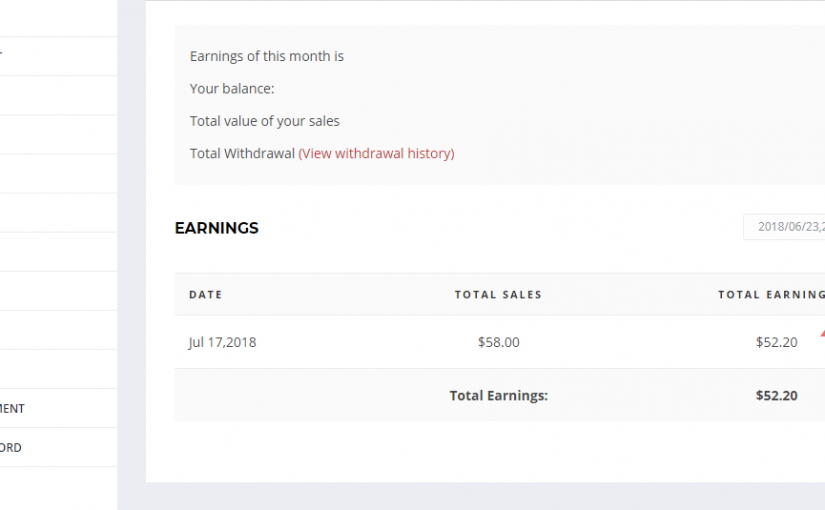 Earnings of this month is
Your balance:
Total value of your sales
Total Withdrawal (View withdrawal history)
EARNINGS
2018/06/23,2
DATE TOTAL SALES TOTAL EARNING
Jul 17,2018 $58.00 $52.20
Total Earnings: $52.20
MENT
ORD